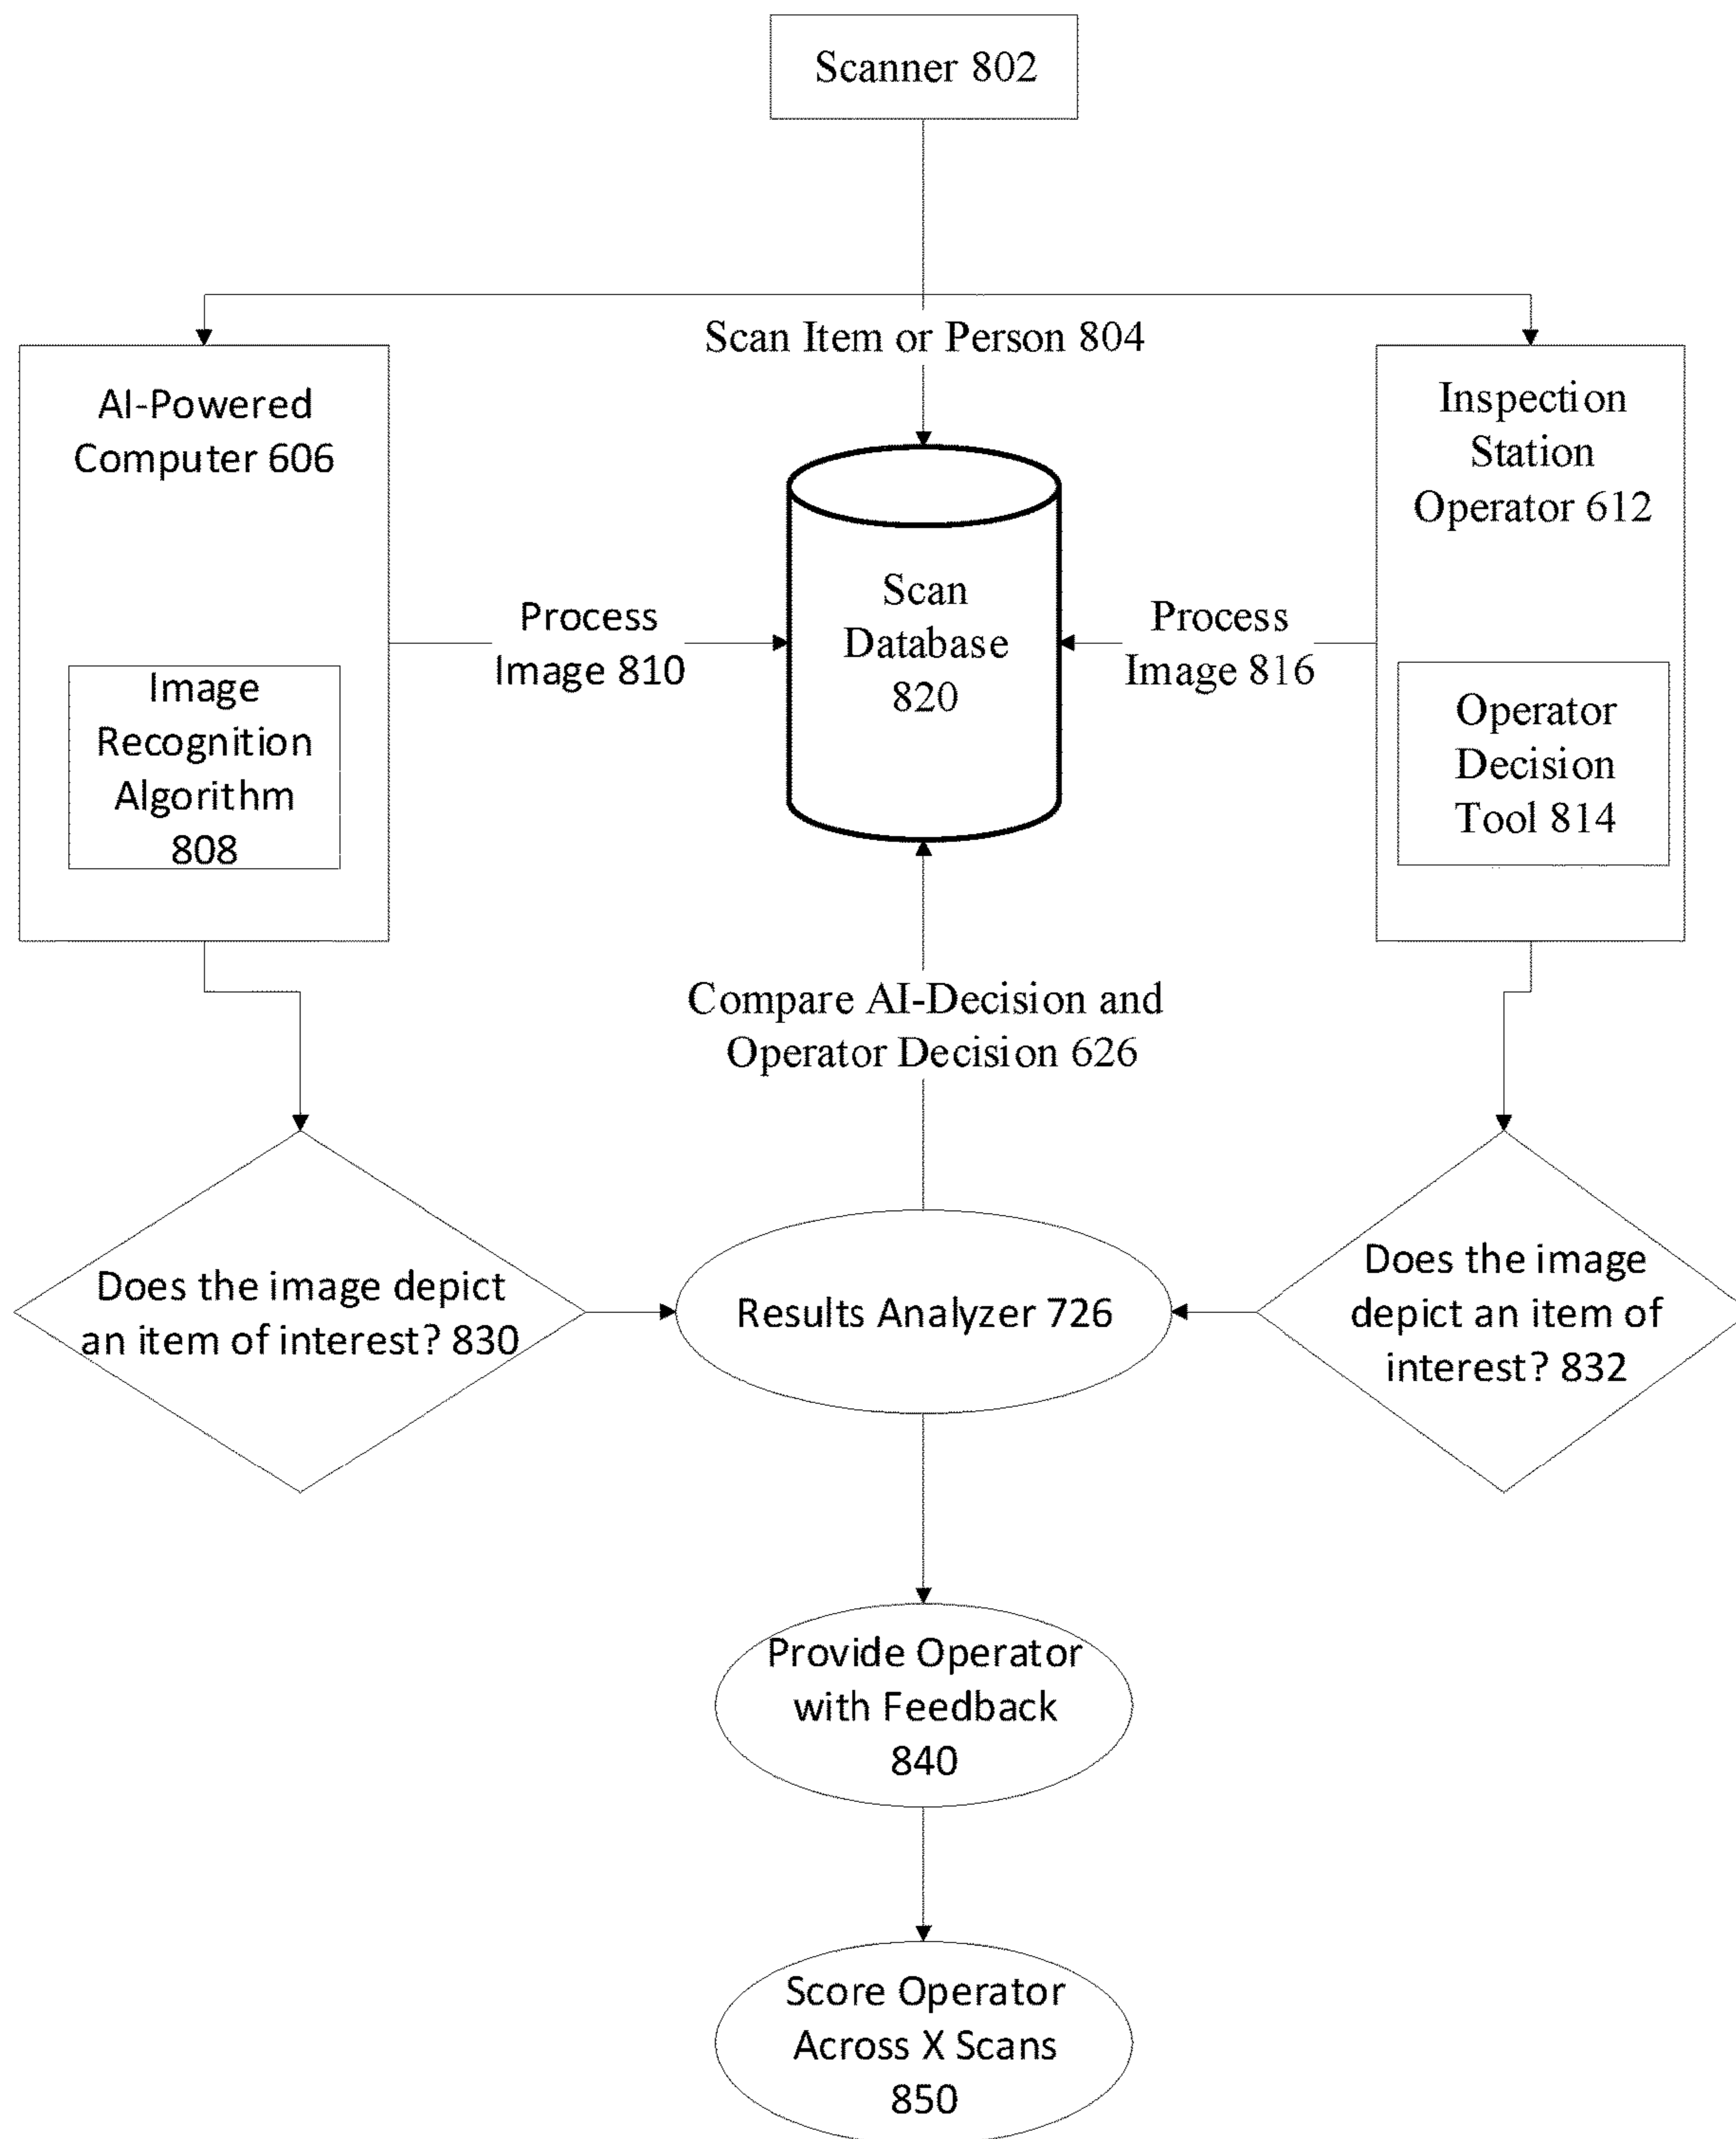 Scanner 802
Scan Item or Person 804
AI-Powered
Computer 606
Image
Recognition
Algorithm
808
Process
Image 810
Scan
Database
820
Process
Image 816
Inspection
Station
Operator 612
Operator
Decision
Tool 814
Compare AI-Decision and
Operator Decision 626
Does the image depict
an item of interest? 830
Results Analyzer 726
Does the image
depict an item of
interest? 832
Provide Operator
with Feedback
840
Score Operator
Across X Scans
850